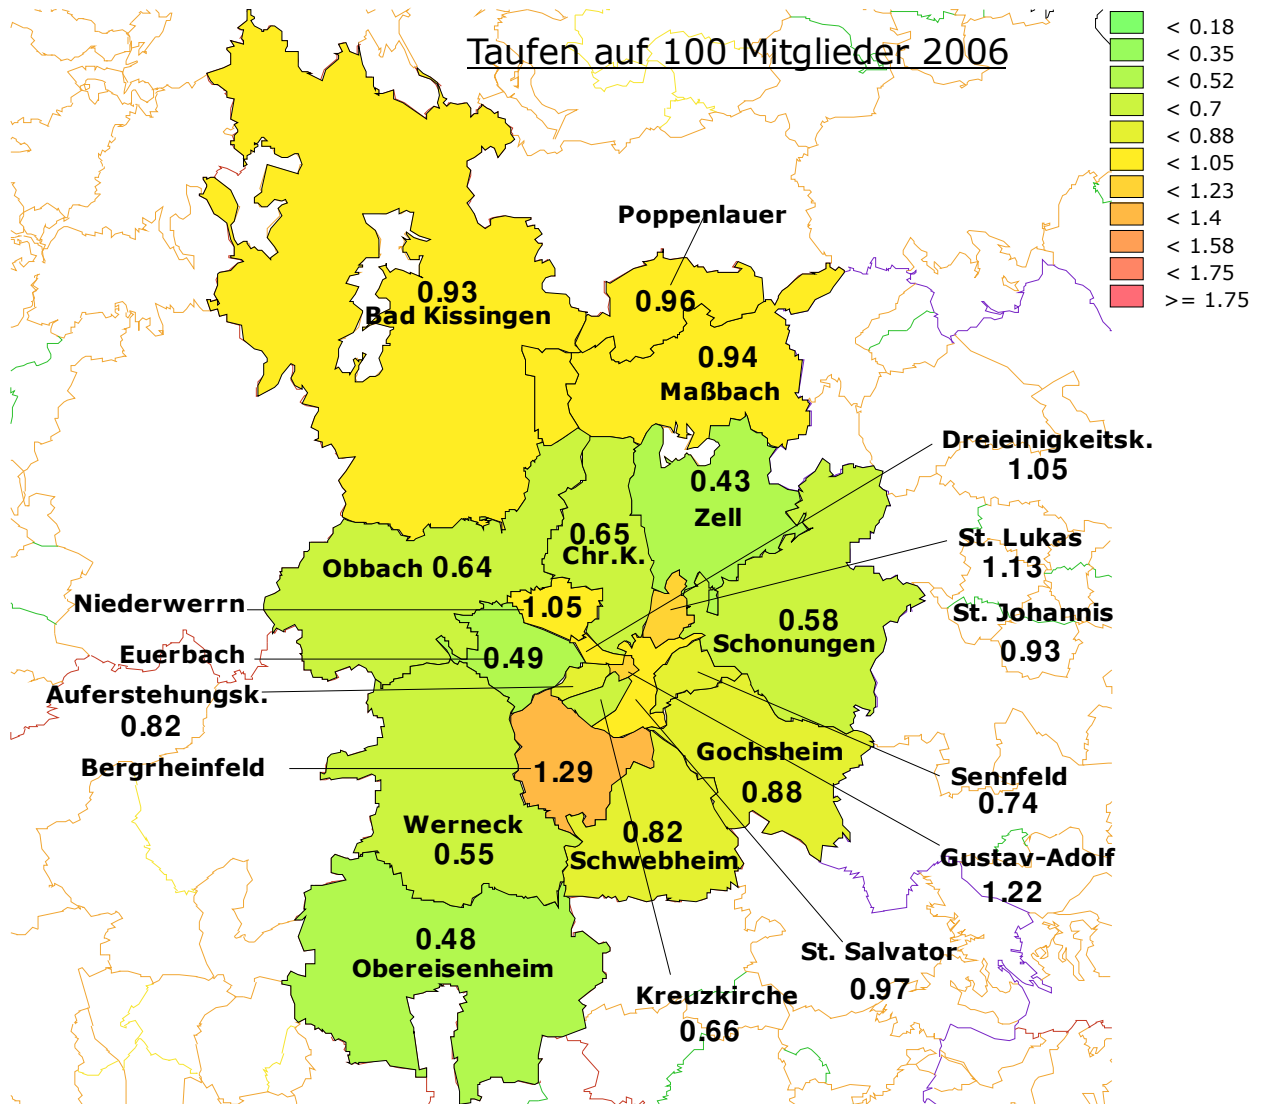 Taufen auf 100 Mitglieder 2006
< 0.18
< 0.35
< 0.52
< 0.7
< 0.88
< 1.05
< 1.23
< 1.4
< 1.58
< 1.75
>= 1.75
Poppenlauer
0.96
0.93
Bad Kissingen
0.94
Maßbach
Dreieinigkeitsk.
1.05
0.43
Zell
0.65
Chr.K.
St. Lukas
1.13
Obbach 0.64
Niederwerrn
1.05
0.58
Schonungen
St. Johannis
0.93
Euerbach
0.49
Auferstehungsk.
0.82
Bergrheinfeld
1.29
Gochsheim
0.88
Sennfeld
0.74
Werneck
0.55
0.82
Schwebheim
Gustav-Adolf
1.22
0.48
Obereisenheim
St. Salvator
0.97
Kreuzkirche
0.66